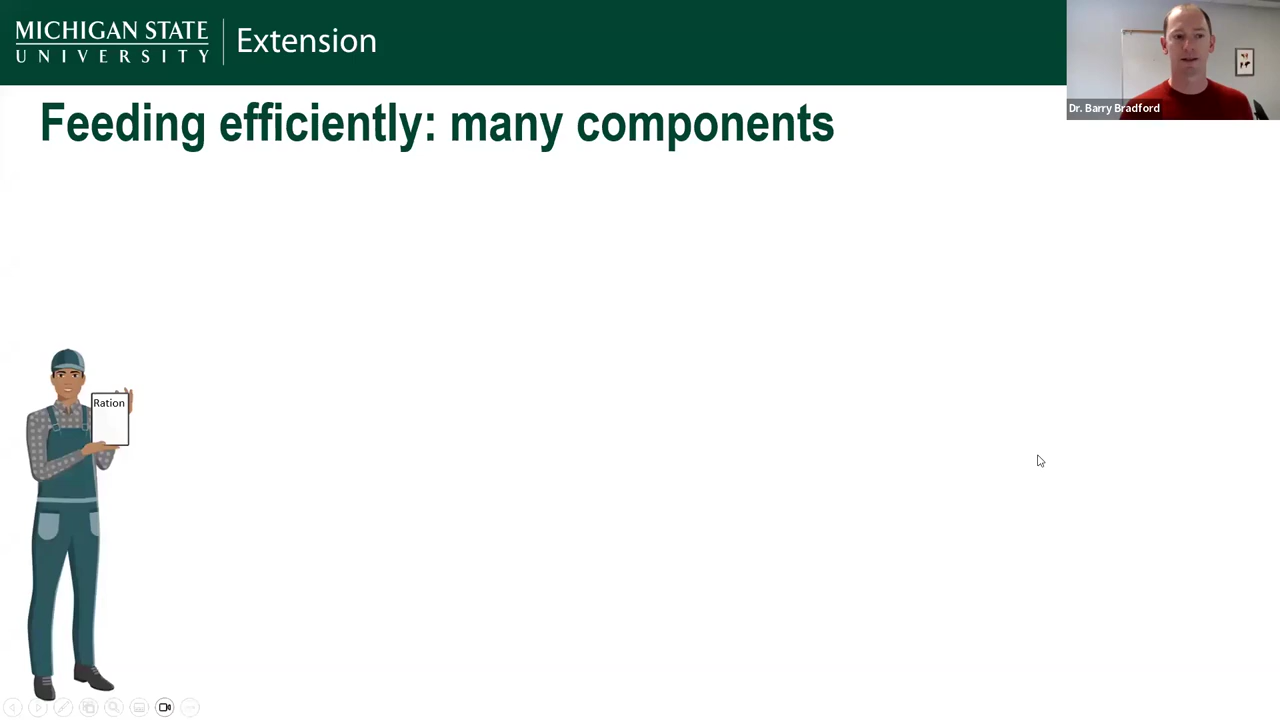 MICHIGAN STATE
UNIVERSITY
Extension
Dr. Barry Bradford
Feeding efficiently: many components
Ration